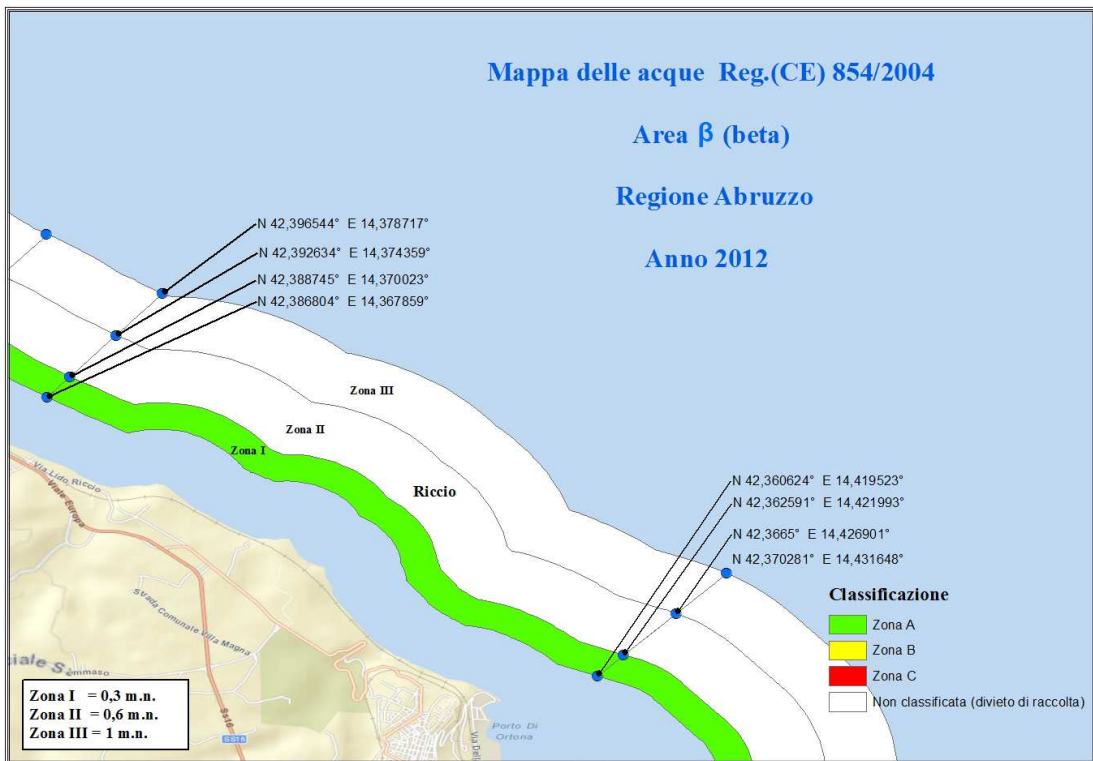 Mappa delle acque Reg.(CE) 854/2004
Area β (beta)
Regione Abruzzo
Anno 2012
N 42,396544° E 14,378717°
N 42,392634° E 14,374359°
N 42,388745° E 14,370023°
N 42,386804° E 14,367859°
Zona III
Zona II
Zona I
Riccio
N 42,360624° E 14,419523°
N 42,362591° E 14,421993°
N 42,3665° E 14,426901°
N 42,370281° E 14,431648°
Via Lido Riccio
Viale Europa
Strada Comunale Villa Magna
Ss16
SS16
Porto Di
Ortona
Classificazione
Zona A
Zona B
Zona C
Non classificata (divieto di raccolta)
Zona I = 0,3 m.n.
Zona II = 0,6 m.n.
Zona III = 1 m.n.